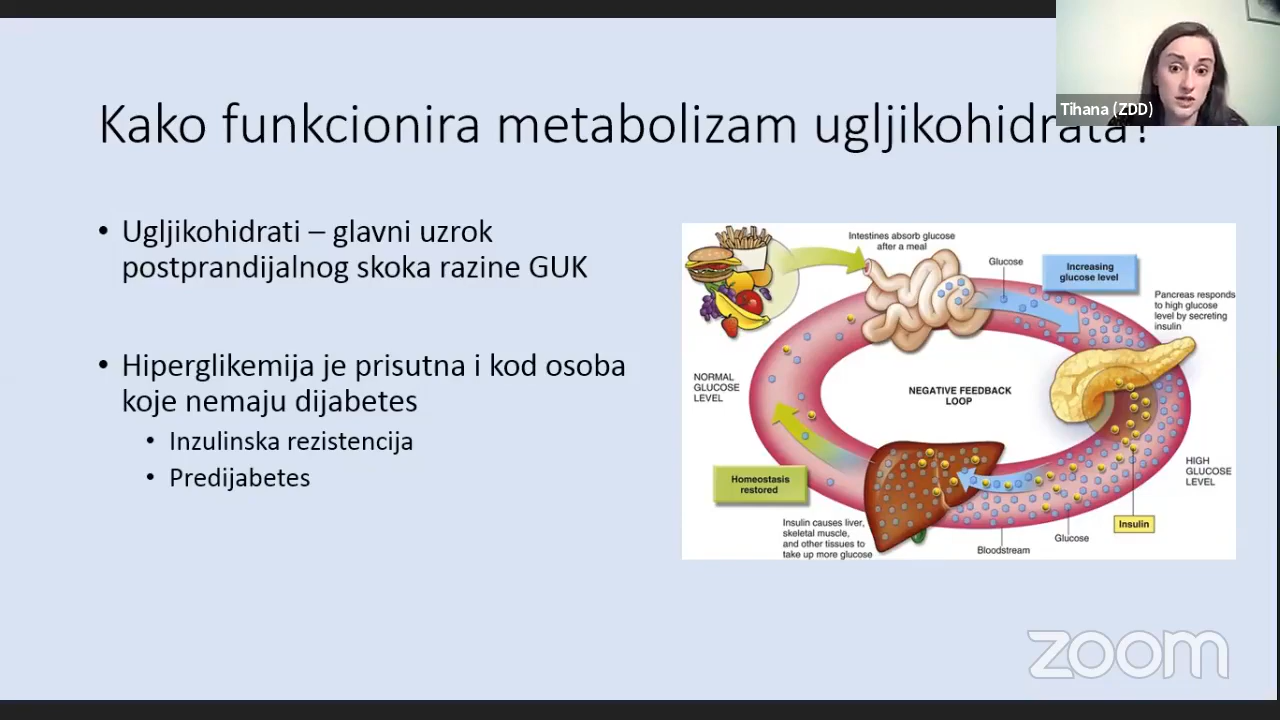 Kako funkcionira metabolizam ugljikohidrata?
Tihana (ZDD)
• Ugljikohidrati – glavni uzrok
postprandijalnog skoka razine GUK
• Hiperglikemija je prisutna i kod osoba
koje nemaju dijabetes
• Inzulinska rezistencija
• Predijabetes
Intestines absorb glucose
after a meal
Glucose
Increasing
glucose level
Pancreas responds
to high glucose
level by secreting
insulin
NORMAL
GLUCOSE
LEVEL
NEGATIVE FEEDBACK
LOOP
HIGH
GLUCOSE
LEVEL
Homeostasis
restored
Insulin
Insulin causes liver,
skeletal muscle,
and other tissues to
take up more glucose
Glucose
Bloodstream
zoom